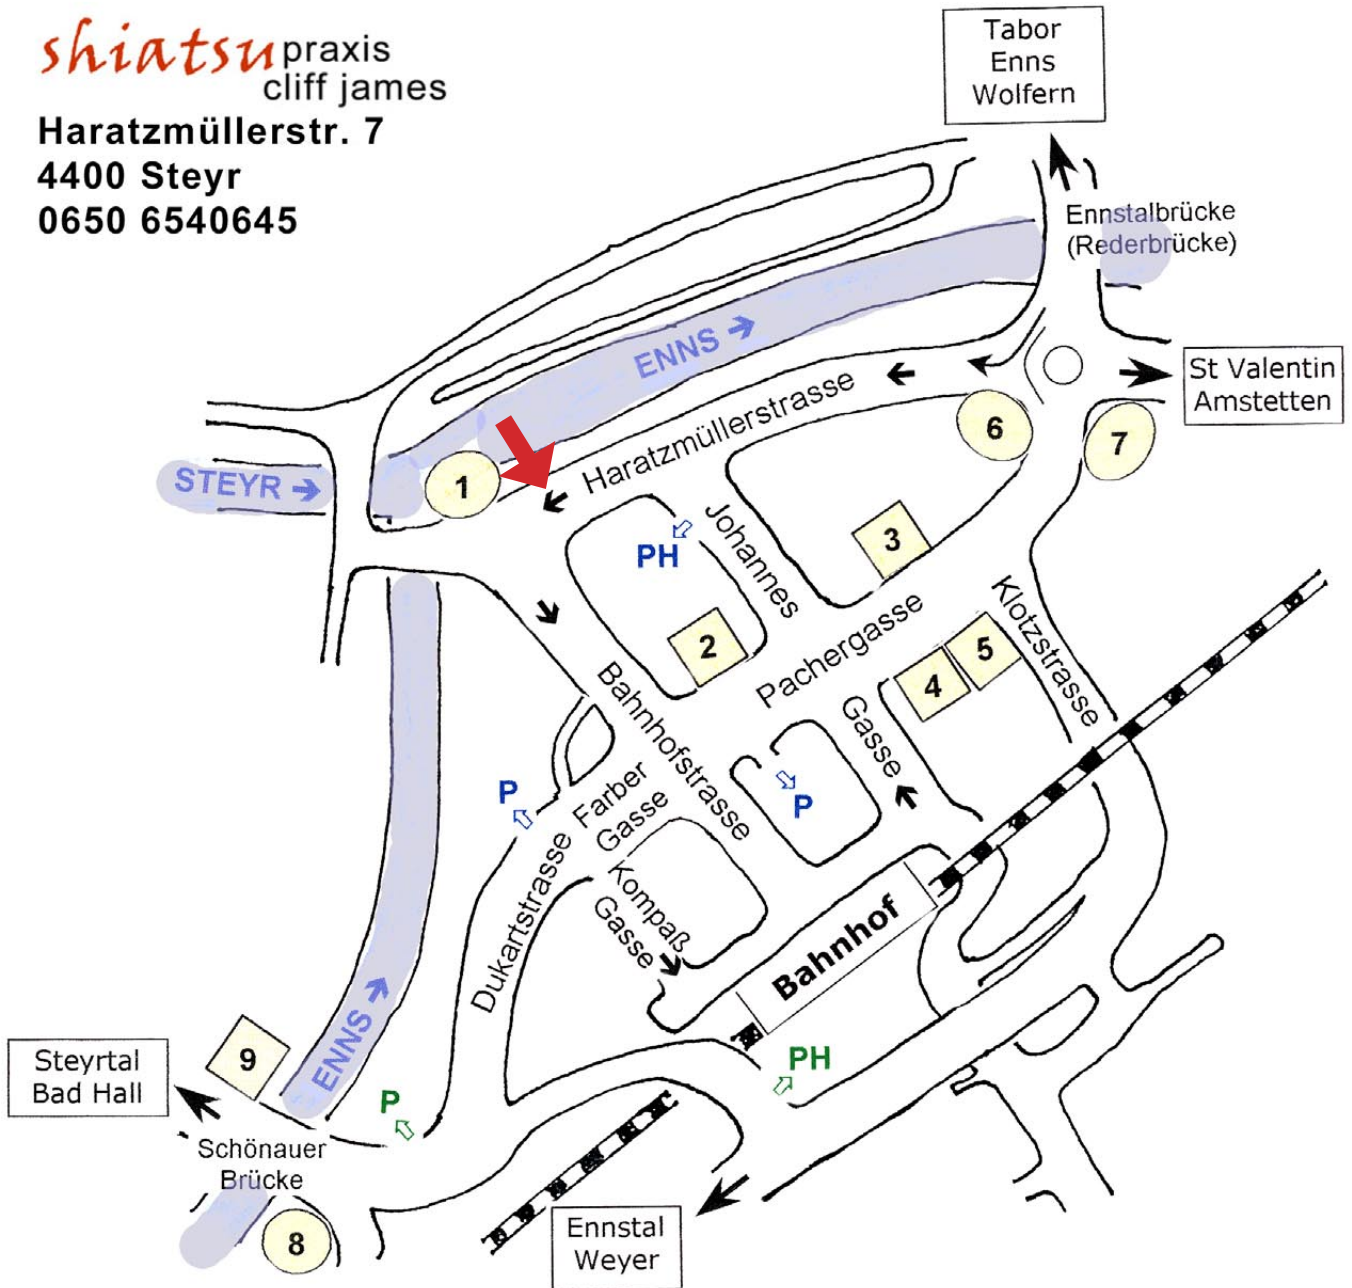 shiatsu praxis
cliff james
Haratzmüllerstr. 7
4400 Steyr
0650 6540645
Tabor
Enns
Wolfern
Ennstalbrücke
(Rederbrücke)
ENNS
St Valentin
Amstetten
Haratzmüllerstrasse
6
7
STEYR
1
Johannes
PH
3
2
Pachergasse
Klotzstrasse
5
4
Gasse
Bahnhofstrasse
P
P
Farber
Gasse
Dukartstrasse
Kompaß
Gasse
Bahnhof
ENNS
9
Steyrtal
Bad Hall
PH
P
Schönauer
Brücke
8
Ennstal
Weyer